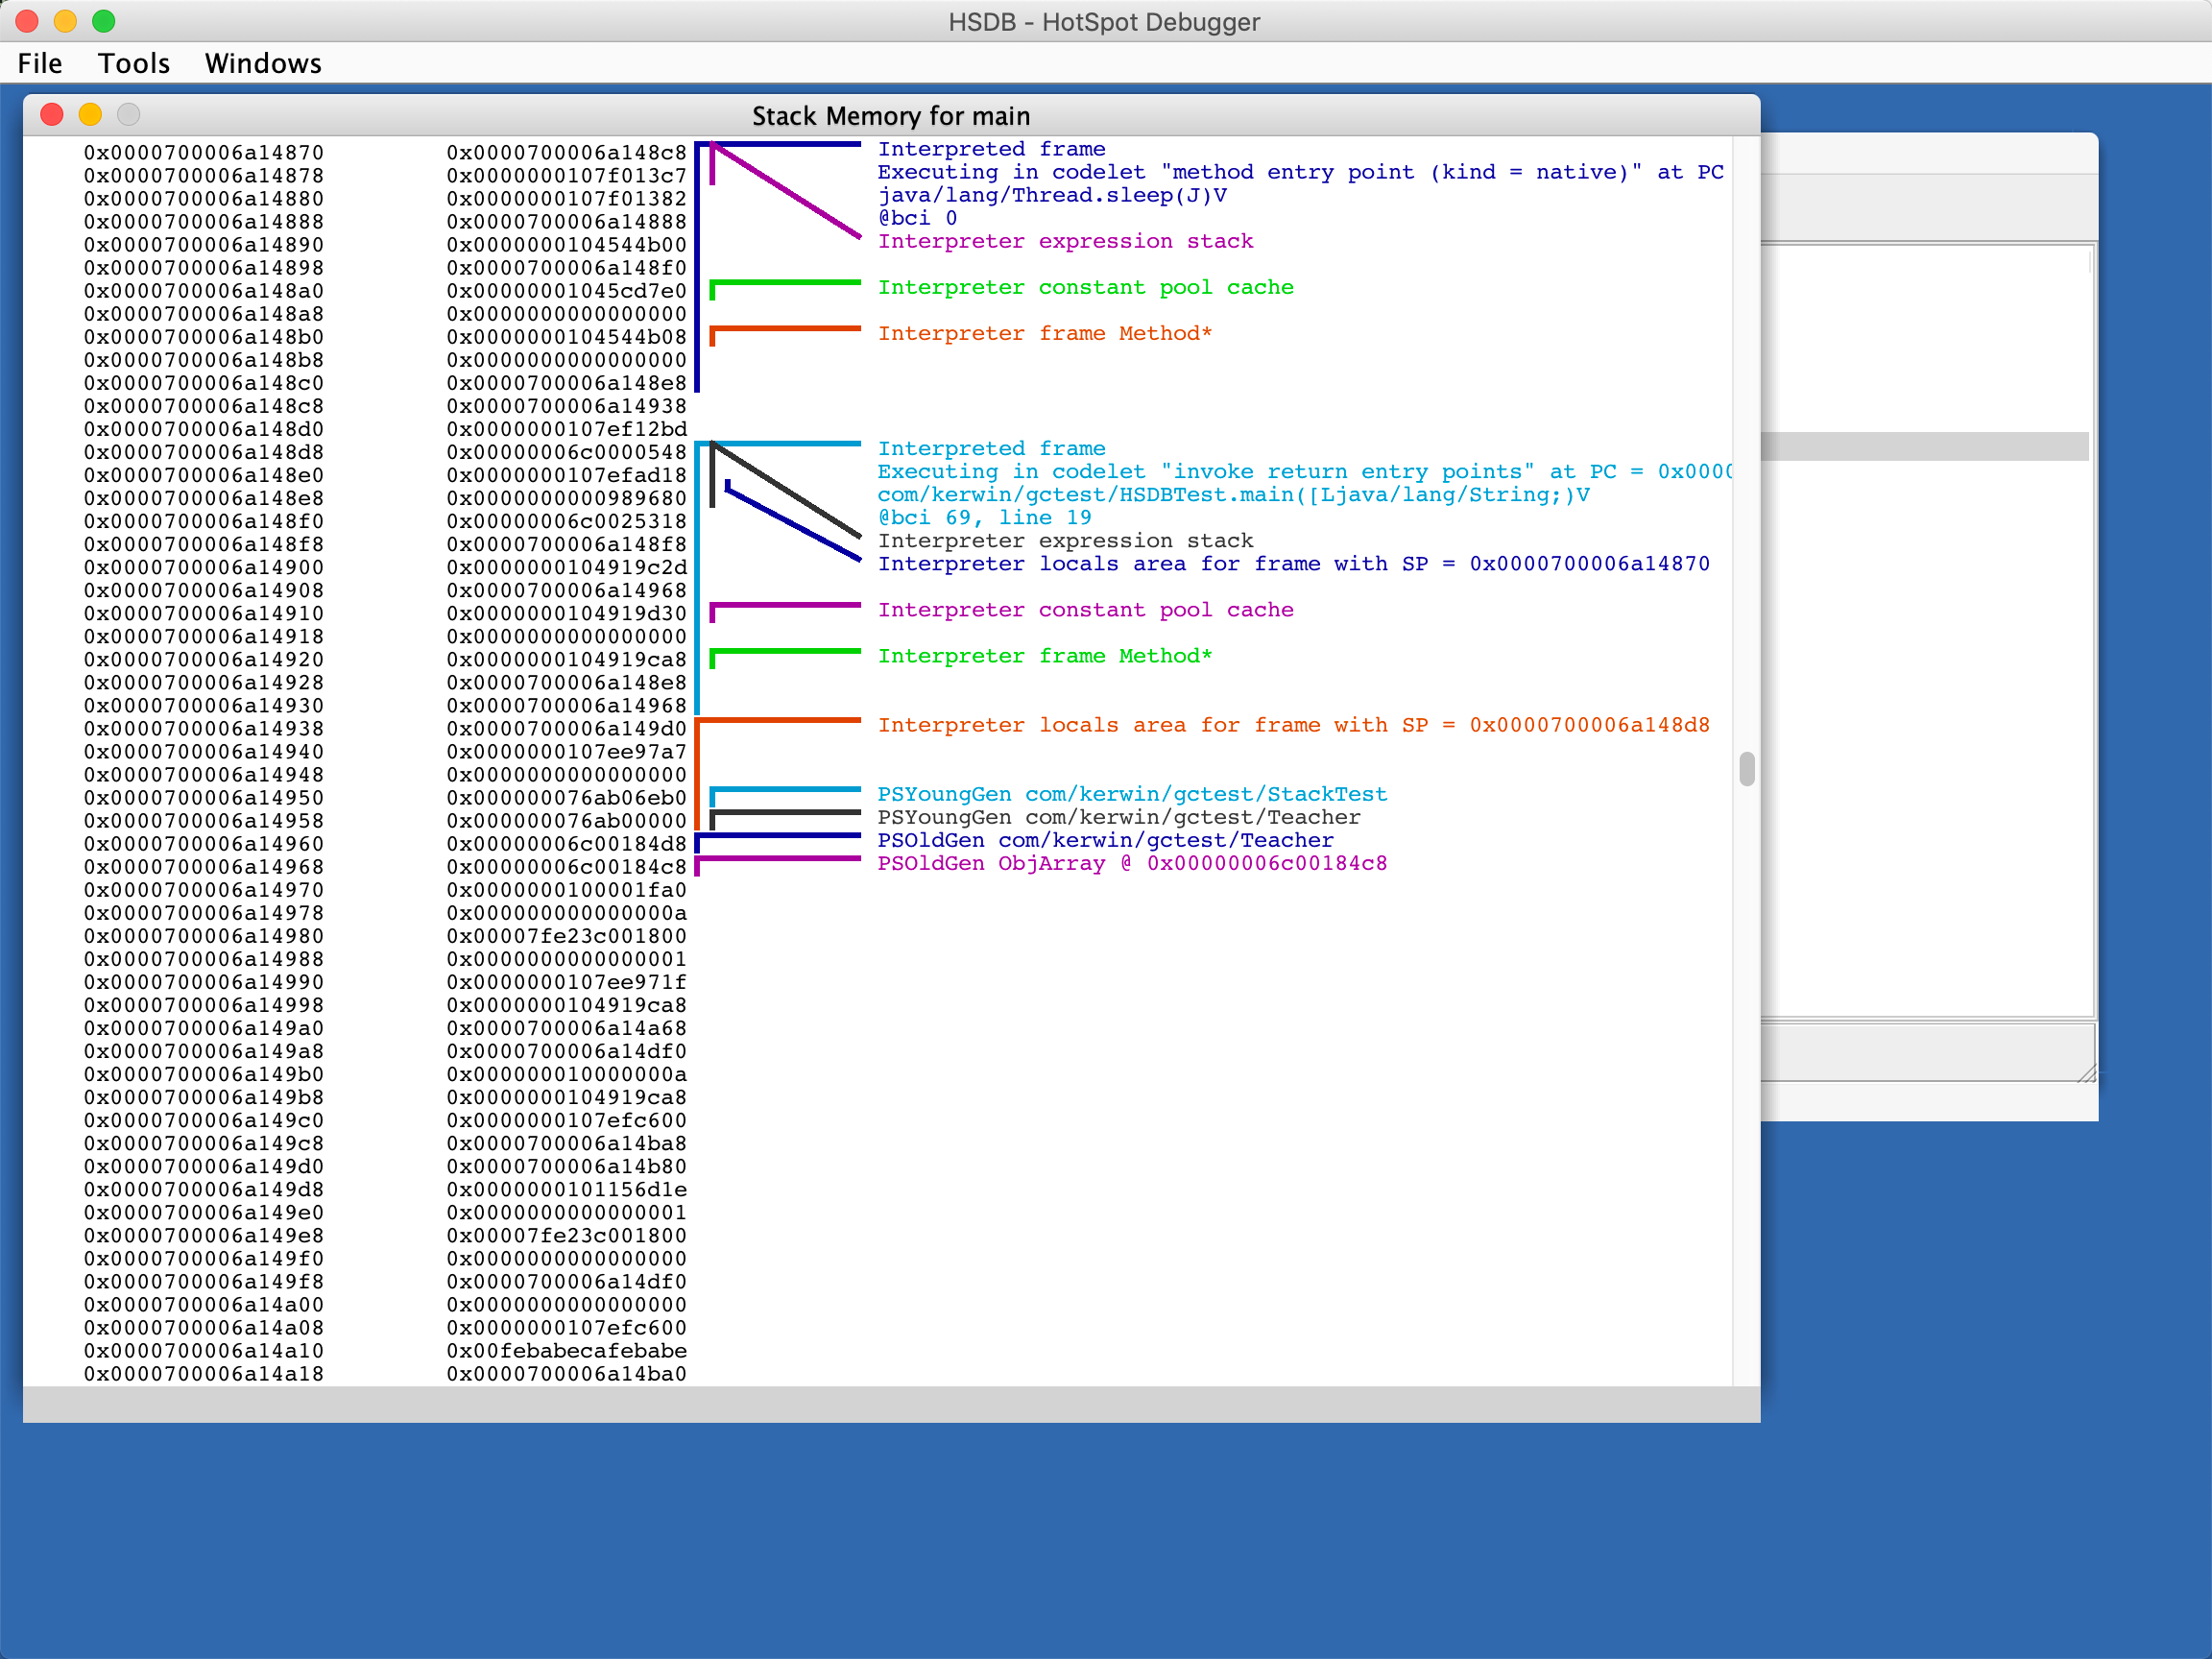 HSDB - HotSpot Debugger
File Tools Windows
Stack Memory for main
0x0000700006a14870 0x0000700006a148c8 Interpreted frame
0x0000700006a14878 0x0000000107f013c7 Executing in codelet "method entry point (kind = native)" at PC
0x0000700006a14880 0x0000000107f01382 java/lang/Thread.sleep(J)V
0x0000700006a14888 0x0000700006a14888 @bci 0
0x0000700006a14890 0x0000000104544b00 Interpreter expression stack
0x0000700006a14898 0x0000700006a148f0
0x0000700006a148a0 0x00000001045cd7e0 Interpreter constant pool cache
0x0000700006a148a8 0x0000000000000000
0x0000700006a148b0 0x0000000104544b08 Interpreter frame Method*
0x0000700006a148b8 0x0000000000000000
0x0000700006a148c0 0x0000700006a148e8
0x0000700006a148c8 0x0000700006a14938
0x0000700006a148d0 0x0000000107ef12bd
0x0000700006a148d8 0x00000006c0000548 Interpreted frame
0x0000700006a148e0 0x0000000107efad18 Executing in codelet "invoke return entry points" at PC = 0x0000
0x0000700006a148e8 0x0000000000989680 com/kerwin/gctest/HSDBTest.main([Ljava/lang/String;)V
0x0000700006a148f0 0x00000006c0025318 @bci 69, line 19
0x0000700006a148f8 0x0000700006a148f8 Interpreter expression stack
0x0000700006a14900 0x0000000104919c2d Interpreter locals area for frame with SP = 0x0000700006a14870
0x0000700006a14908 0x0000700006a14968
0x0000700006a14910 0x0000000104919d30 Interpreter constant pool cache
0x0000700006a14918 0x0000000000000000
0x0000700006a14920 0x0000000104919ca8 Interpreter frame Method*
0x0000700006a14928 0x0000700006a148e8
0x0000700006a14930 0x0000700006a14968
0x0000700006a14938 0x0000700006a149d0 Interpreter locals area for frame with SP = 0x0000700006a148d8
0x0000700006a14940 0x0000000107ee97a7
0x0000700006a14948 0x0000000000000000
0x0000700006a14950 0x000000076ab06eb0 PSYoungGen com/kerwin/gctest/StackTest
0x0000700006a14958 0x000000076ab00000 PSYoungGen com/kerwin/gctest/Teacher
0x0000700006a14960 0x00000006c00184d8 PSOldGen com/kerwin/gctest/Teacher
0x0000700006a14968 0x00000006c00184c8 PSOldGen ObjArray @ 0x00000006c00184c8
0x0000700006a14970 0x0000000100001fa0
0x0000700006a14978 0x000000000000000a
0x0000700006a14980 0x00007fe23c001800
0x0000700006a14988 0x0000000000000001
0x0000700006a14990 0x0000000107ee971f
0x0000700006a14998 0x0000000104919ca8
0x0000700006a149a0 0x0000700006a14a68
0x0000700006a149a8 0x0000700006a14df0
0x0000700006a149b0 0x000000010000000a
0x0000700006a149b8 0x0000000104919ca8
0x0000700006a149c0 0x0000000107efc600
0x0000700006a149c8 0x0000700006a14ba8
0x0000700006a149d0 0x0000700006a14b80
0x0000700006a149d8 0x0000000101156d1e
0x0000700006a149e0 0x0000000000000001
0x0000700006a149e8 0x00007fe23c001800
0x0000700006a149f0 0x0000000000000000
0x0000700006a149f8 0x0000700006a14df0
0x0000700006a14a00 0x0000000000000000
0x0000700006a14a08 0x0000000107efc600
0x0000700006a14a10 0x00febabecafebabe
0x0000700006a14a18 0x0000700006a14ba0